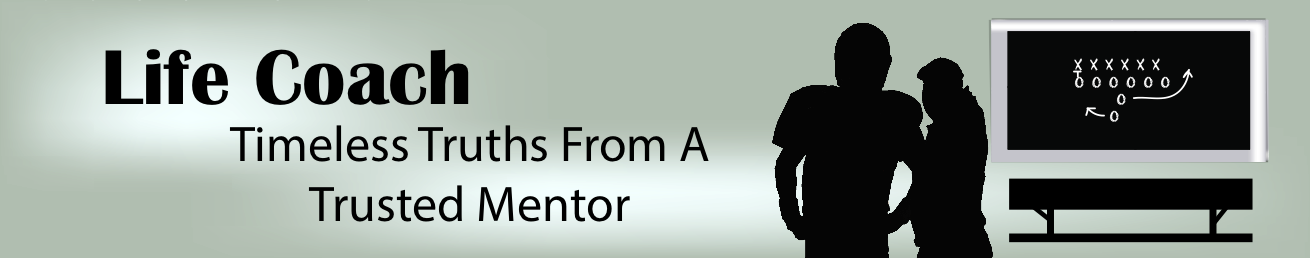 Life Coach
Timeless Truths From A
Trusted Mentor
X X X X X X
O O O O O O
O
O